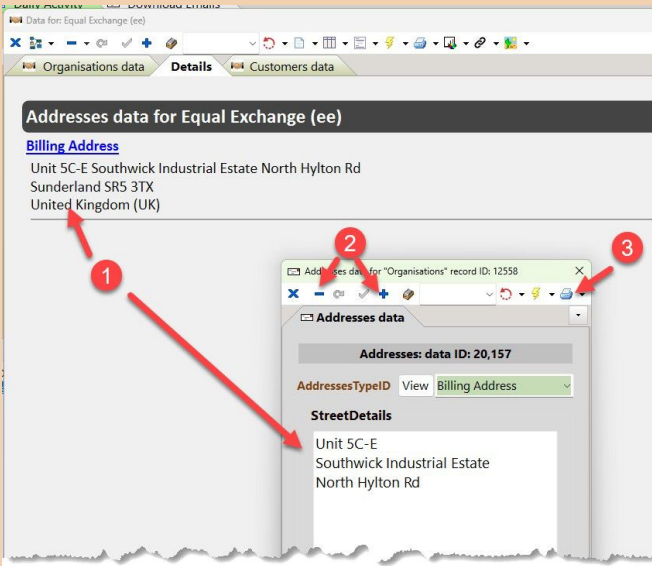 Daily Activity
Download Emails
Data for: Equal Exchange (ee)
Organisations data
Details
Customers data
Addresses data for Equal Exchange (ee)
Billing Address
Unit 5C-E Southwick Industrial Estate North Hylton Rd
Sunderland SR5 3TX
United Kingdom (UK)
1
2
3
Addresses data for "Organisations" record ID: 12558
Addresses data
Addresses: data ID: 20,157
AddressesTypeID View Billing Address
StreetDetails
Unit 5C-E
Southwick Industrial Estate
North Hylton Rd